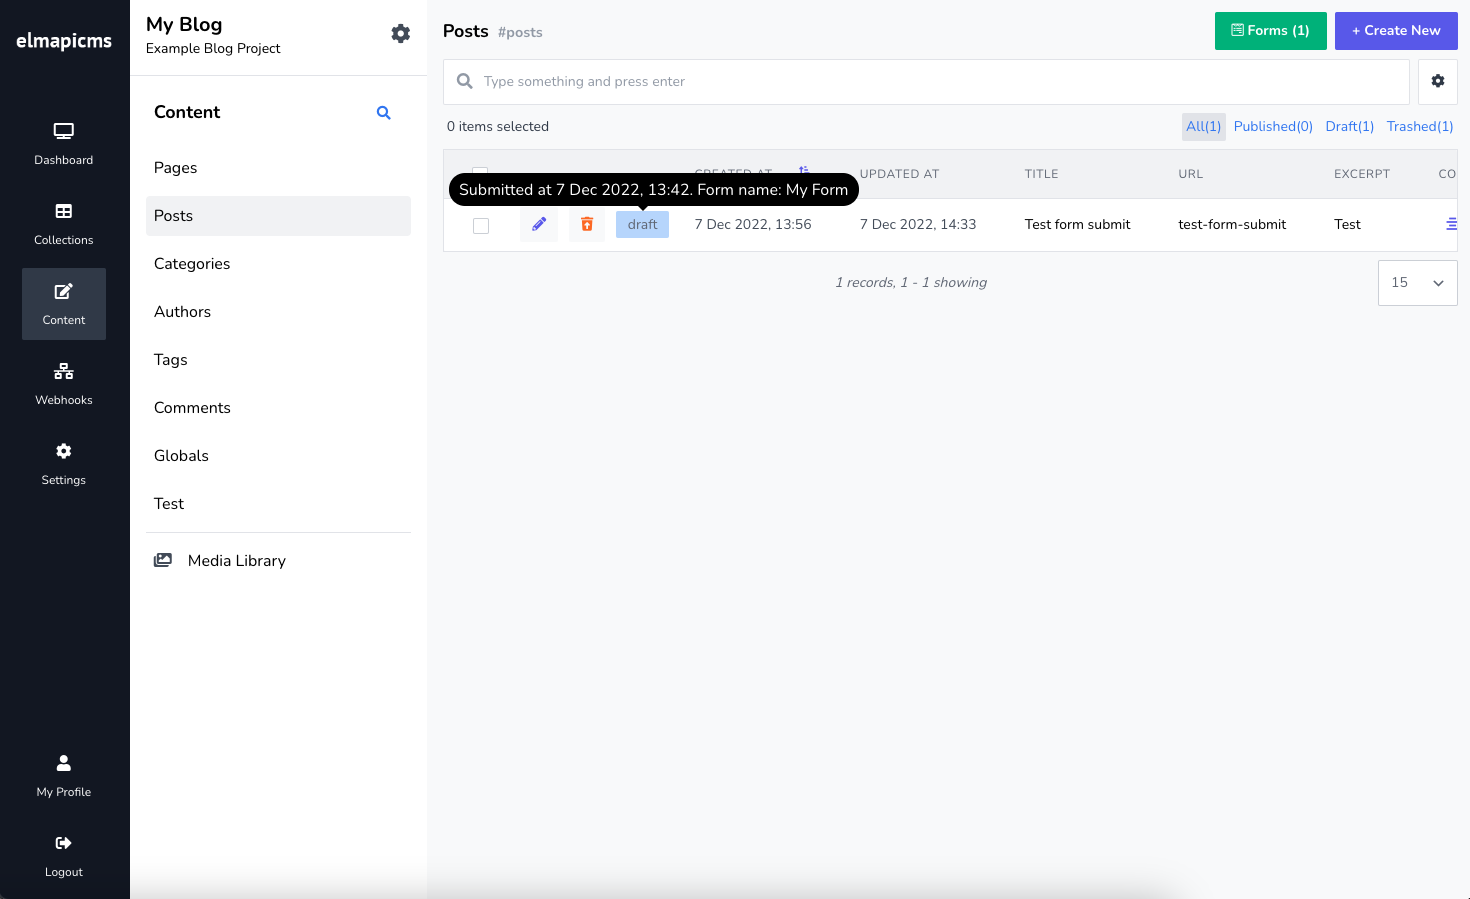 elmapicms
Dashboard
Collections
Content
Webhooks
Settings
My Profile
Logout
My Blog
Example Blog Project
Content
Pages
Posts
Categories
Authors
Tags
Comments
Globals
Test
Media Library
Posts #posts
Forms (1)
+ Create New
Type something and press enter
0 items selected
All(1) Published(0) Draft(1) Trashed(1)
CREATED AT UPDATED AT TITLE URL EXCERPT CO
Submitted at 7 Dec 2022, 13:42. Form name: My Form
draft 7 Dec 2022, 13:56 7 Dec 2022, 14:33 Test form submit test-form-submit Test
1 records, 1 - 1 showing
15